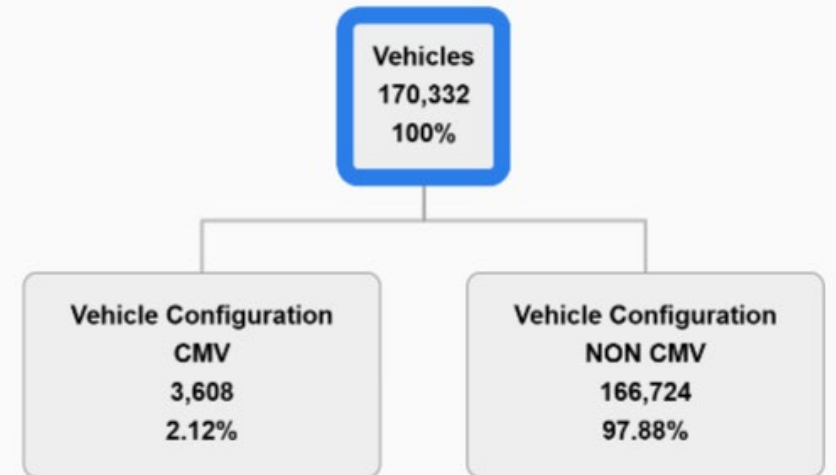 Vehicles
170,332
100%
Vehicle Configuration
CMV
3,608
2.12%
Vehicle Configuration
NON CMV
166,724
97.88%